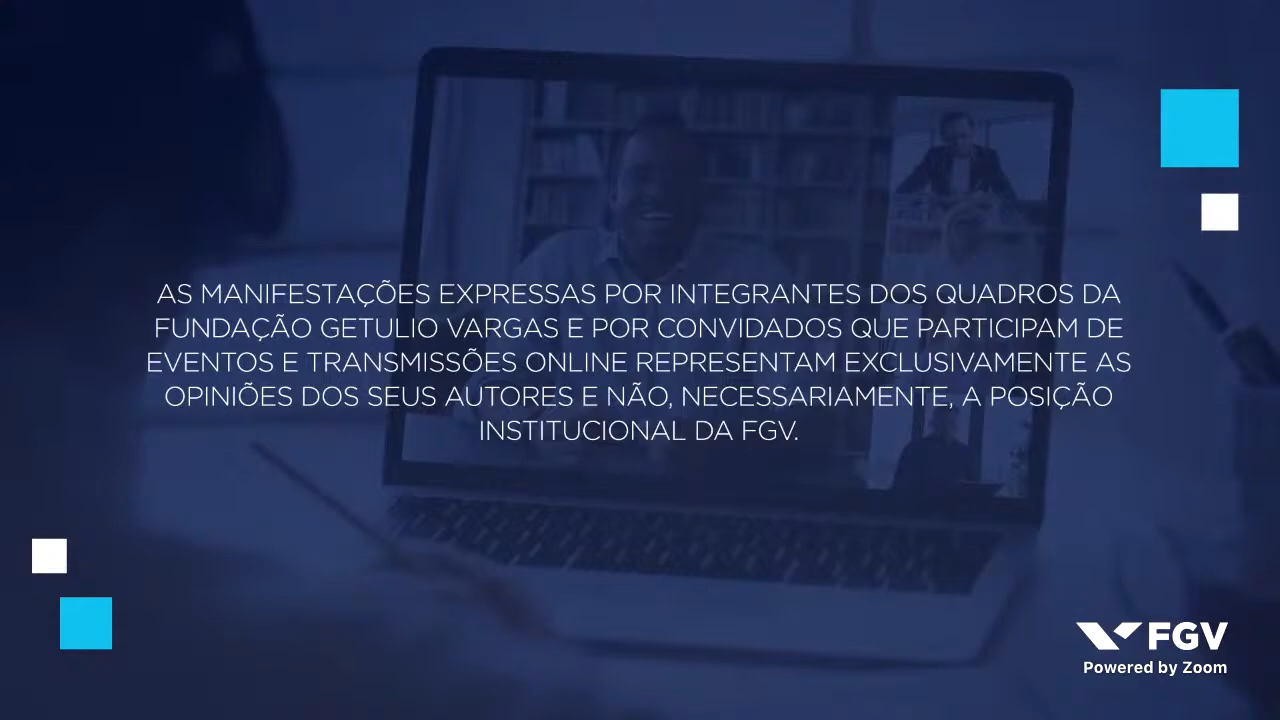 AS MANIFESTAÇÕES EXPRESSAS POR INTEGRANTES DOS QUADROS DA
FUNDAÇÃO GETULIO VARGAS E POR CONVIDADOS QUE PARTICIPAM DE
EVENTOS E TRANSMISSÕES ONLINE REPRESENTAM EXCLUSIVAMENTE AS
OPINIÕES DOS SEUS AUTORES E NÃO, NECESSARIAMENTE, A POSIÇÃO
INSTITUCIONAL DA FGV.
FGV
Powered by Zoom